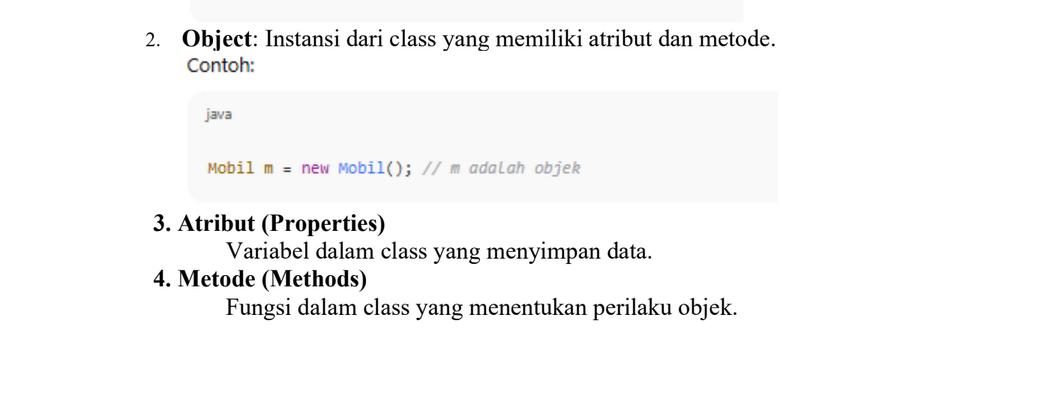 2. Object: Instansi dari class yang memiliki atribut dan metode.
Contoh:
java
Mobil m = new Mobil(); // m adalah objek
3. Atribut (Properties)
Variabel dalam class yang menyimpan data.
4. Metode (Methods)
Fungsi dalam class yang menentukan perilaku objek.